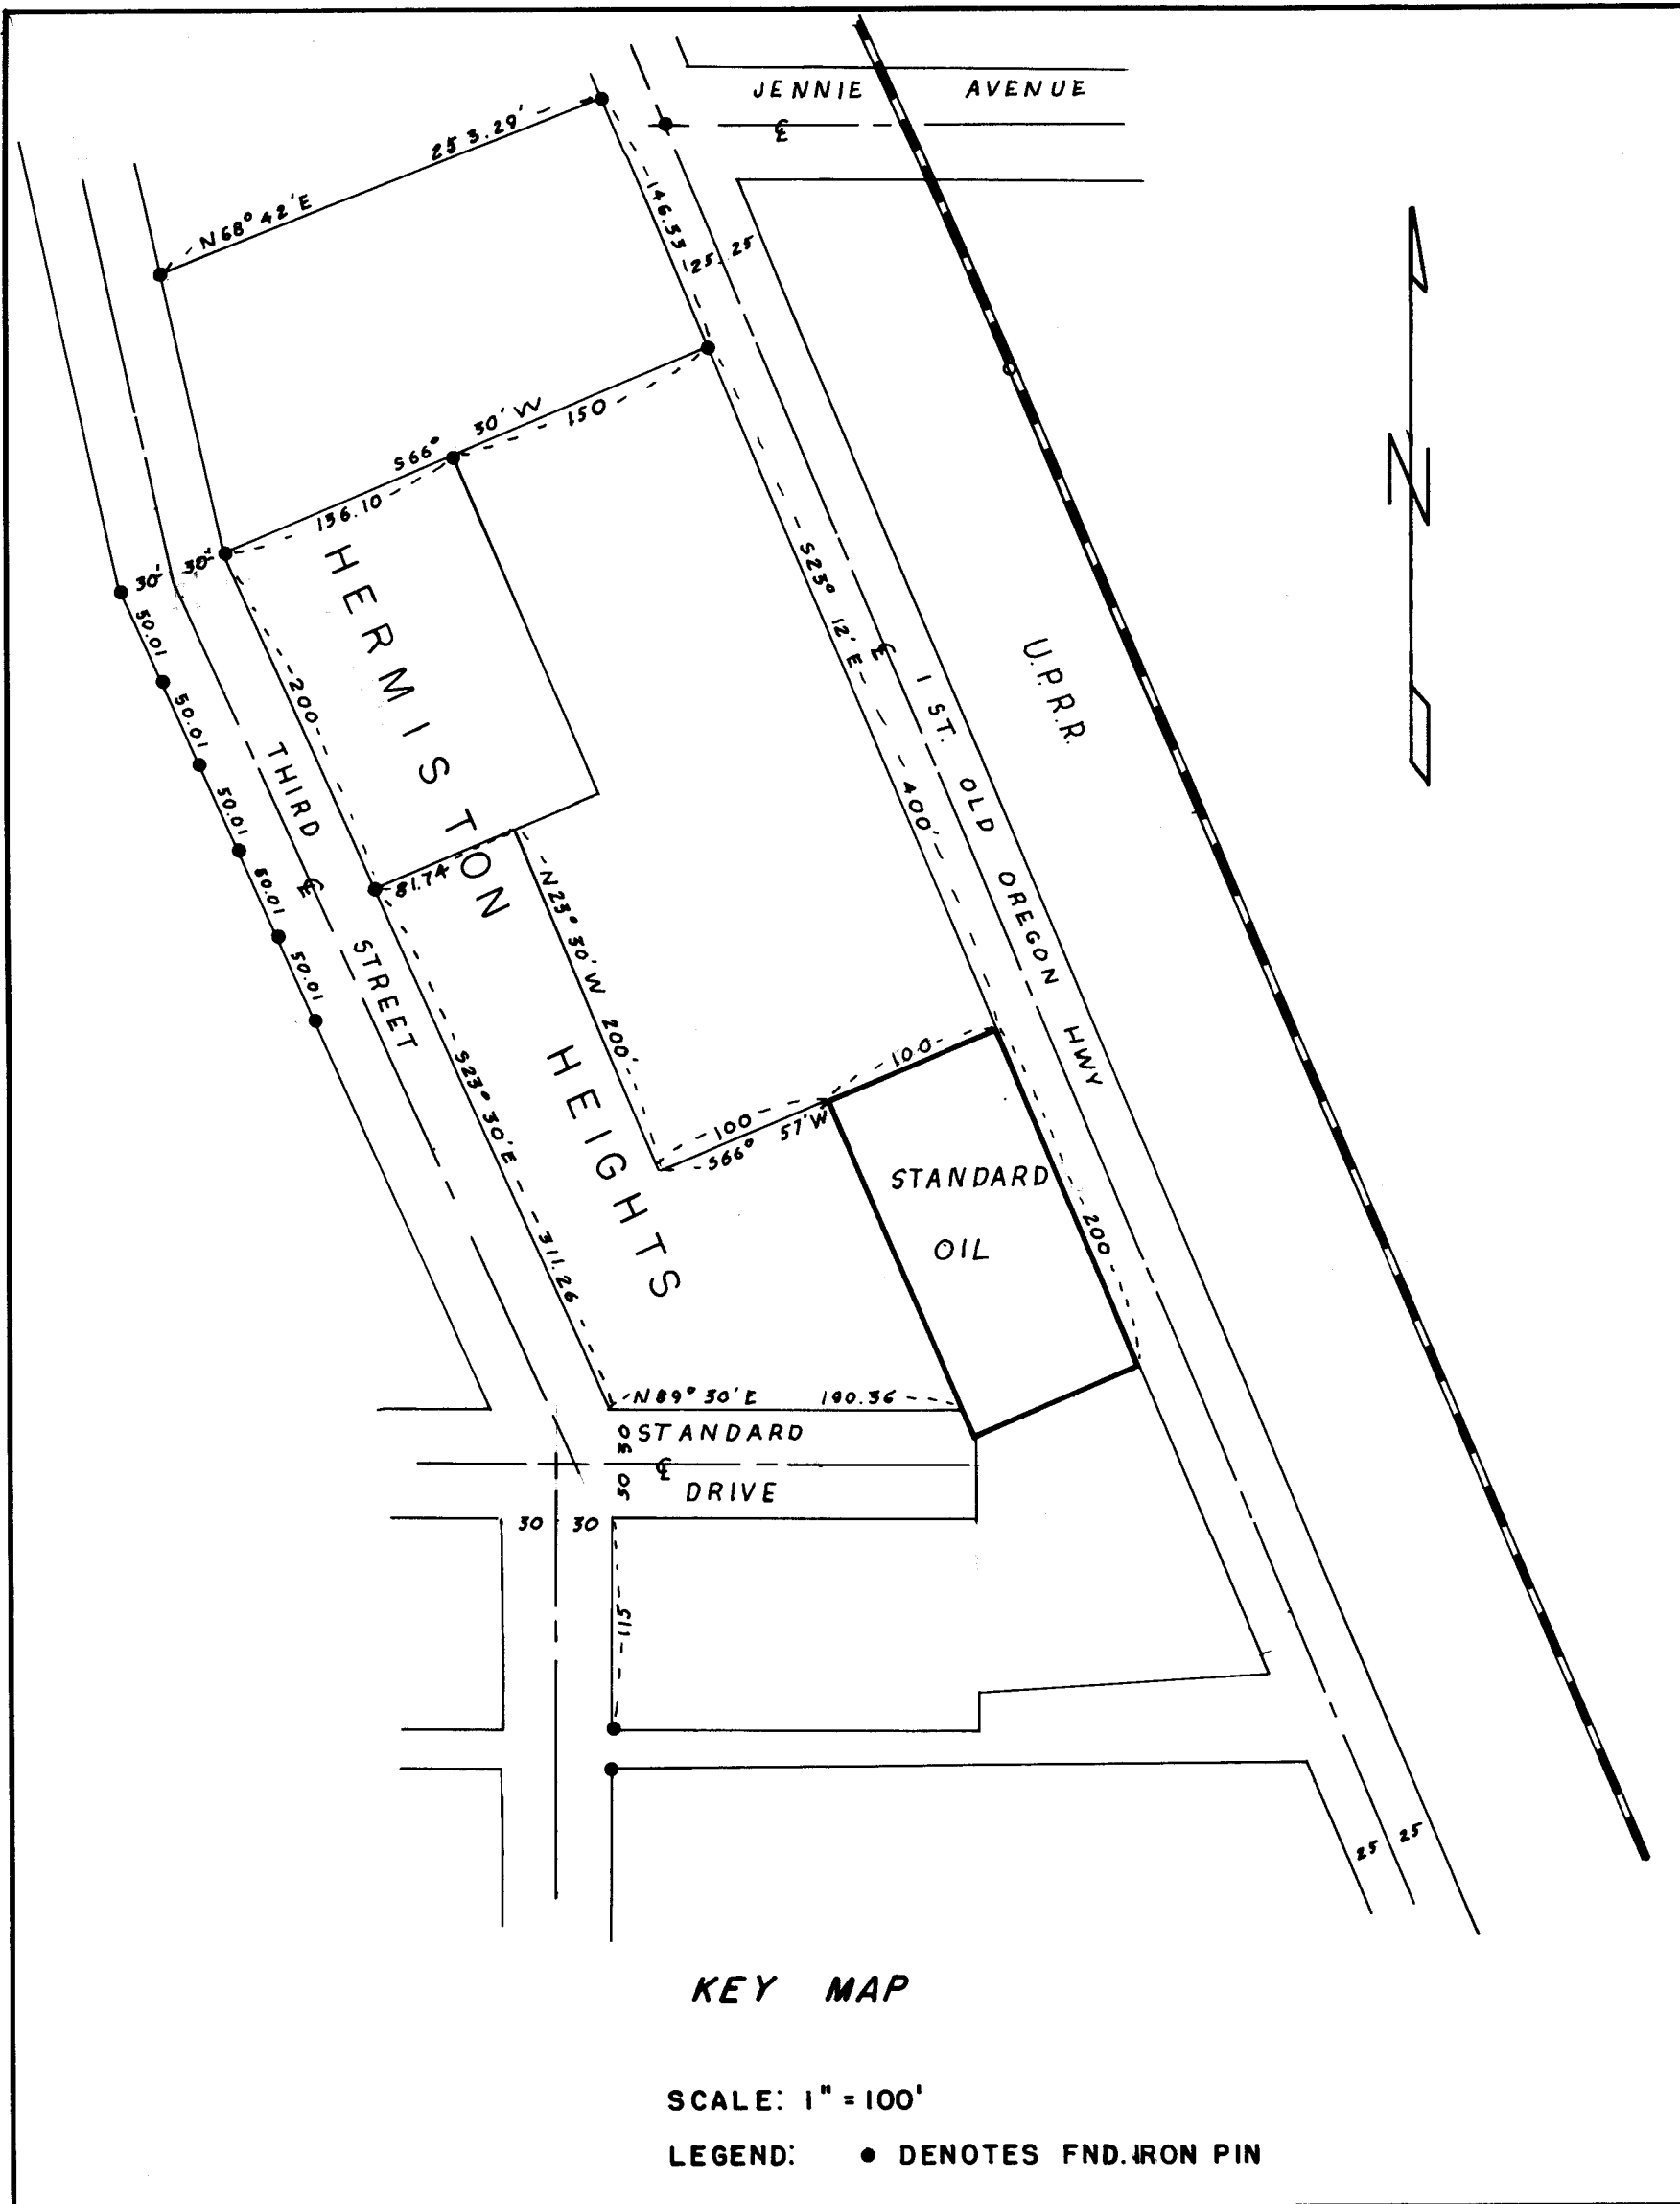 JENNIE AVENUE
℄
253.29'
N68° 42'E
146.53
25 25
S66° 30'W
150
136.10
30' 30'
HERMISTON HEIGHTS
50.01
50.01
50.01
50.01
50.01
200
THIRD ℄ STREET
81.74
N23° 30'W 200'
S23° 12'E 400'
℄
1 ST. OLD OREGON HWY
U.P.R.R.
N
S23° 30'E 311.26
100
100
S66° 57'W
STANDARD
OIL
200
N89° 30'E 190.36
30
30
STANDARD
℄
DRIVE
30 30
115
25 25
KEY MAP
SCALE: 1" = 100'
LEGEND: ● DENOTES FND. IRON PIN